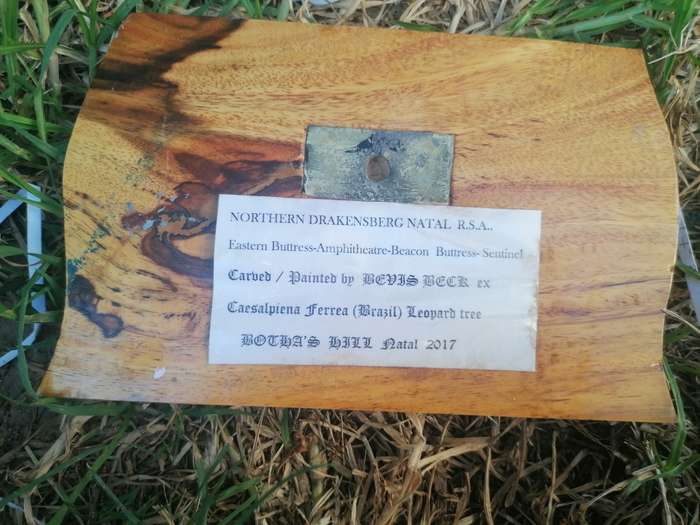 NORTHERN DRAKENSBERG NATAL R.S.A.,
Eastern Buttress-Amphitheatre-Beacon Buttress- Sentinel
Carved / Painted by BEVIS BECK ex
Caesalpiena Ferrea (Brazil) Leopard tree
BOTHA'S HILL Natal 2017